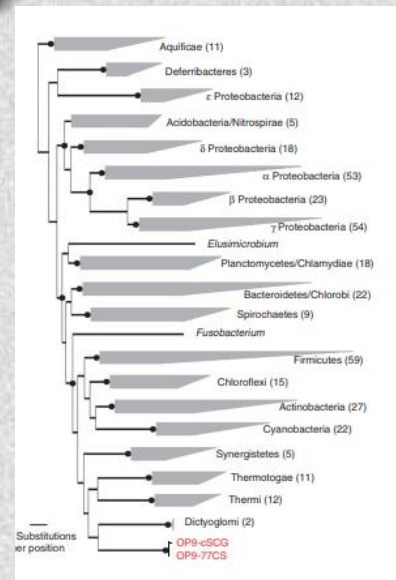 Aquificae (11)
Deferribacteres (3)
ε Proteobacteria (12)
Acidobacteria/Nitrospirae (5)
δ Proteobacteria (18)
α Proteobacteria (53)
β Proteobacteria (23)
γ Proteobacteria (54)
Elusimicrobium
Planctomycetes/Chlamydiae (18)
Bacteroidetes/Chlorobi (22)
Spirochaetes (9)
Fusobacterium
Firmicutes (59)
Chloroflexi (15)
Actinobacteria (27)
Cyanobacteria (22)
Synergistetes (5)
Thermotogae (11)
Thermi (12)
Dictyoglomi (2)
OP9-cSCG
OP9-77CS
Substitutions
er position